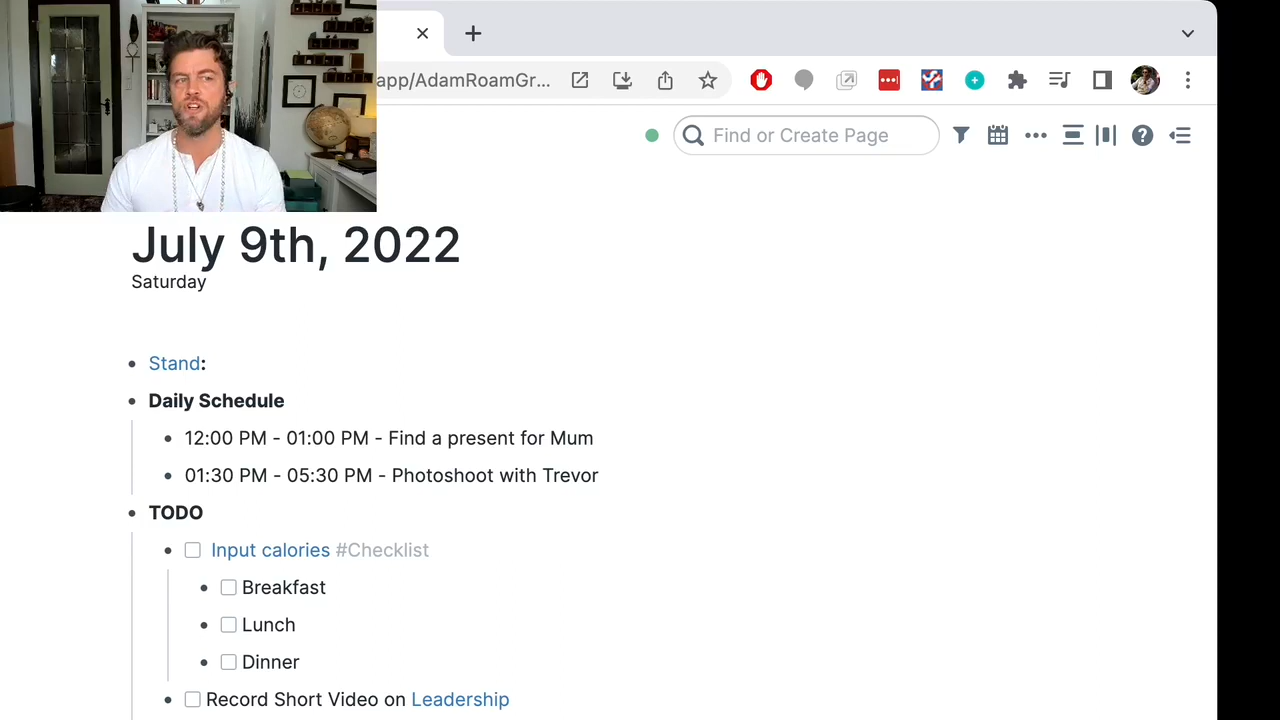 app/AdamRoamGr...
Find or Create Page
July 9th, 2022
Saturday
Stand:
Daily Schedule
12:00 PM - 01:00 PM - Find a present for Mum
01:30 PM - 05:30 PM - Photoshoot with Trevor
TODO
Input calories #Checklist
Breakfast
Lunch
Dinner
Record Short Video on Leadership